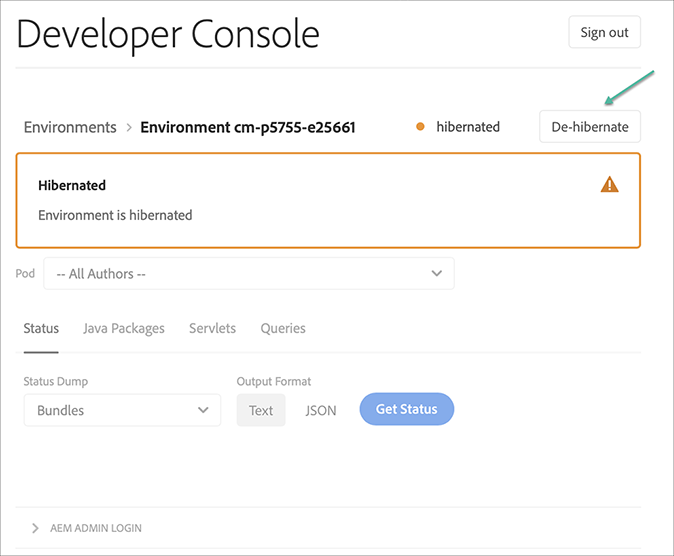 Developer Console
Sign out
Environments > Environment cm-p5755-e25661
hibernated
De-hibernate
Hibernated
Environment is hibernated
Pod
-- All Authors --
Status
Java Packages
Servlets
Queries
Status Dump
Output Format
Bundles
Text
JSON
Get Status
AEM ADMIN LOGIN